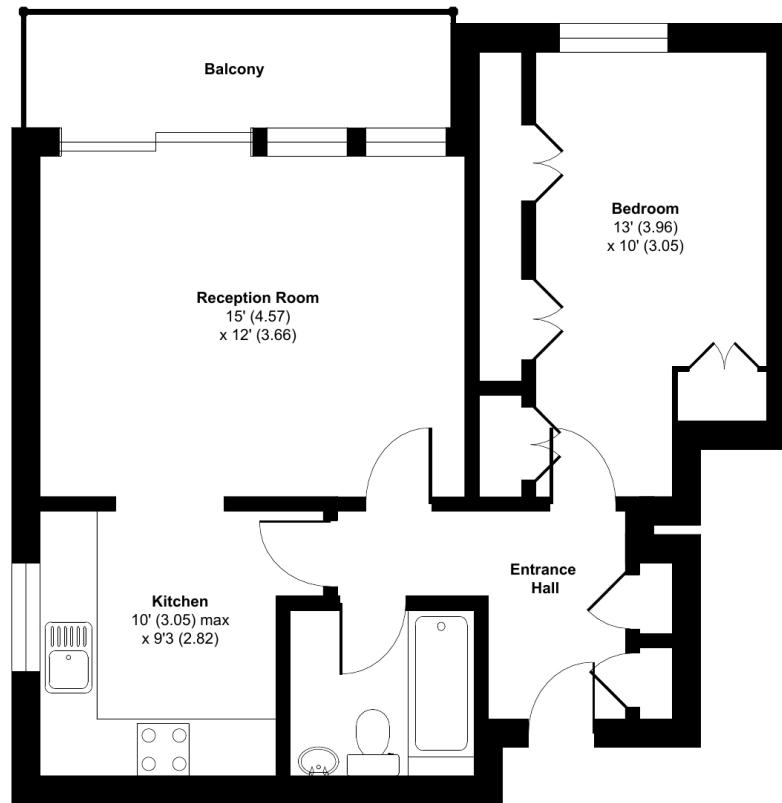 Balcony
Bedroom
13' (3.96)
x 10' (3.05)
Reception Room
15' (4.57)
x 12' (3.66)
Entrance
Hall
Kitchen
10' (3.05) max
x 9'3 (2.82)